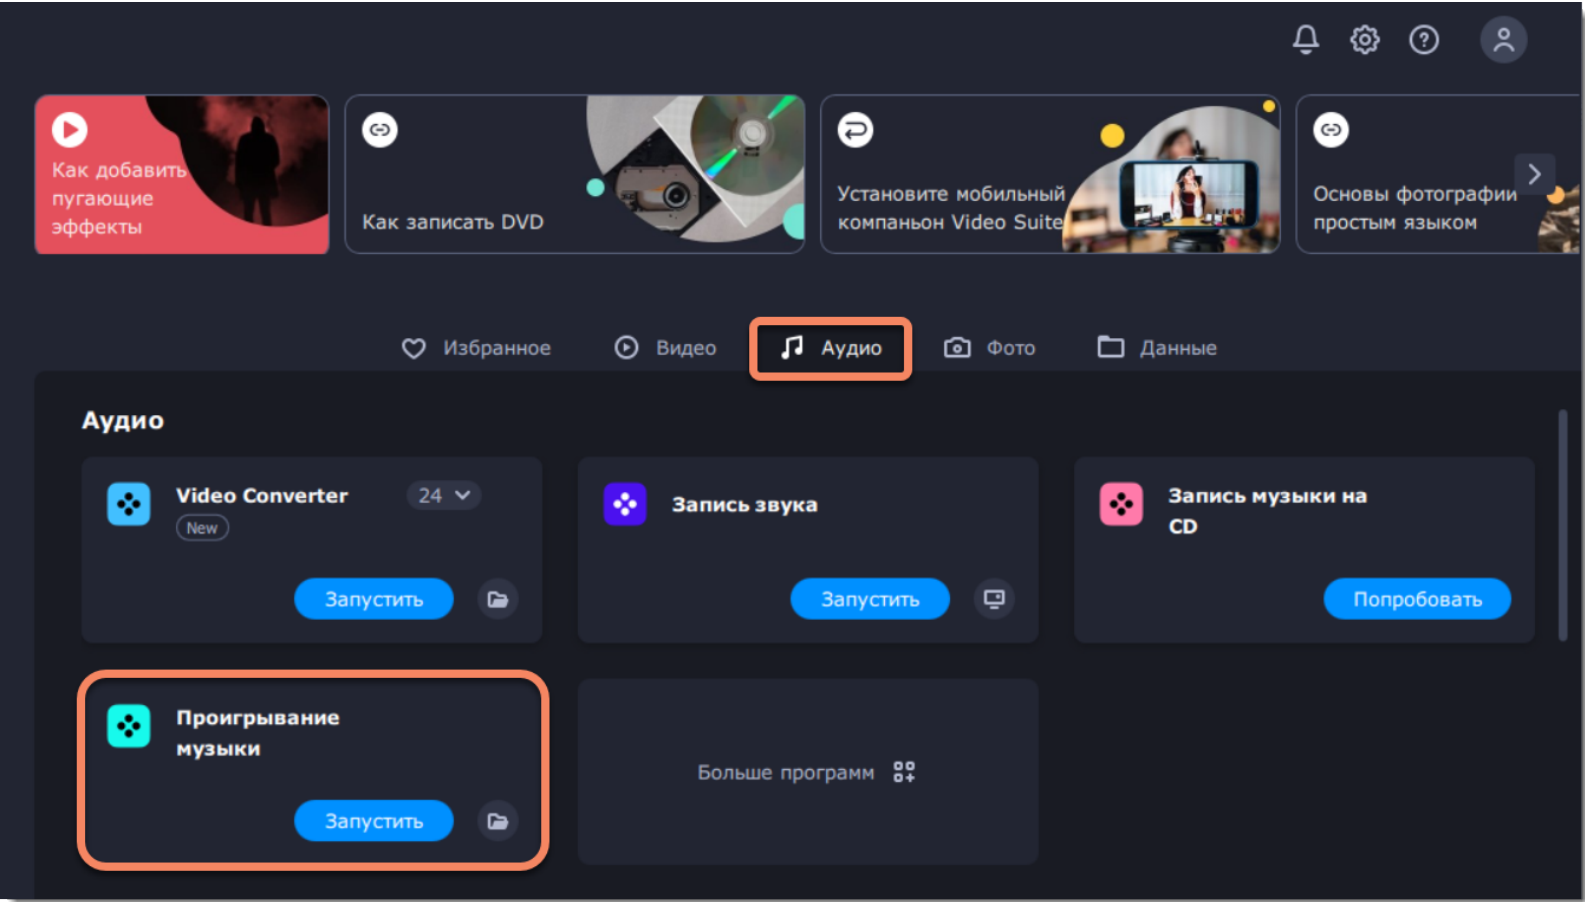 Как добавить
пугающие
эффекты
Как записать DVD
Установите мобильный
компаньон Video Suite
Основы фотографии
простым языком
Избранное
Видео
Аудио
Фото
Данные
Аудио
Video Converter
24
New
Запустить
Запись звука
Запустить
Запись музыки на
CD
Попробовать
Проигрывание
музыки
Запустить
Больше программ